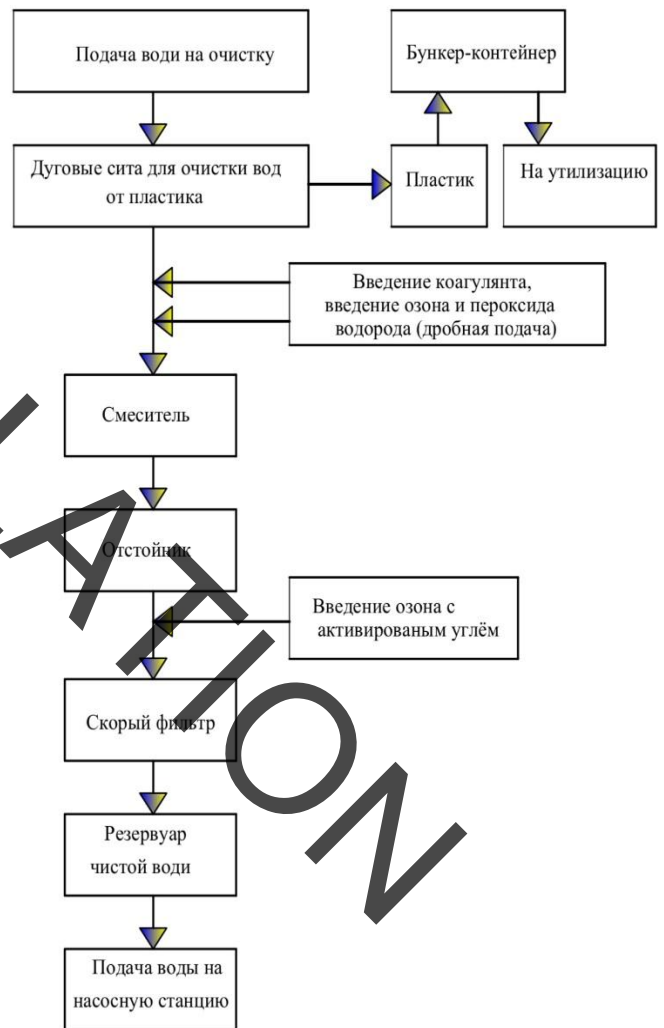 Подача води на очистку
Бункер-контейнер
Дуговые сита для очистки вод
от пластика
Пластик
На утилизацию
Введение коагулянта,
введение озона и пероксида
водорода (дробная подача)
Смеситель
Отстойник
Введение озона с
активированым углём
Скорый фильтр
Резервуар
чистой води
Подача воды на
насосную станцию
LATION